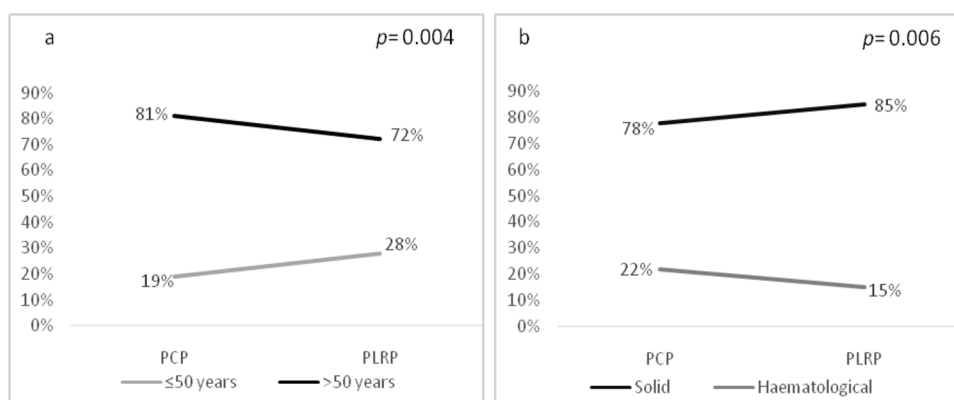 a
p= 0.004
90%
80%
70%
60%
50%
40%
30%
20%
10%
0%
81%
72%
19%
28%
PCP
PLRP
≤50 years
>50 years
b
p= 0.006
90%
80%
70%
60%
50%
40%
30%
20%
10%
0%
78%
85%
22%
15%
PCP
PLRP
Solid
Haematological